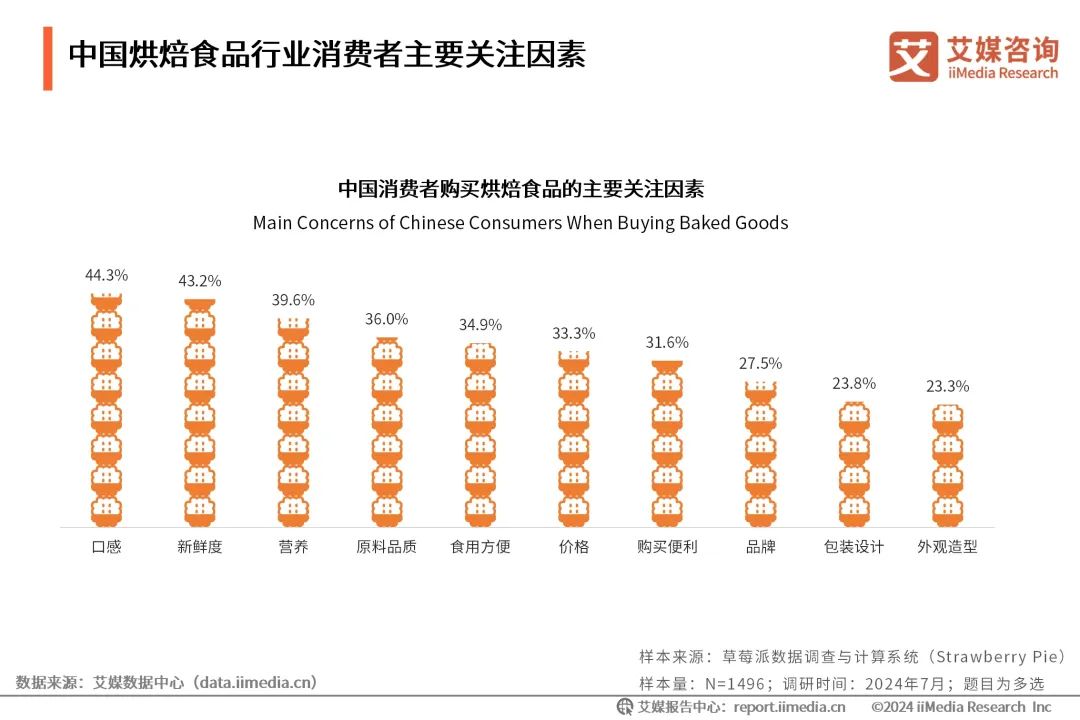 中国烘焙食品行业消费者主要关注因素
艾媒咨询
iiMedia Research
中国消费者购买烘焙食品的主要关注因素
Main Concerns of Chinese Consumers When Buying Baked Goods
44.3% 43.2% 39.6% 36.0% 34.9% 33.3% 31.6% 27.5% 23.8% 23.3%
口感 新鲜度 营养 原料品质 食用方便 价格 购买便利 品牌 包装设计 外观造型
样本来源：草莓派数据调查与计算系统（Strawberry Pie）
数据来源：艾媒数据中心（data.iimedia.cn）
样本量：N=1496；调研时间：2024年7月；题目为多选
艾媒报告中心：report.iimedia.cn ©2024 iiMedia Research Inc